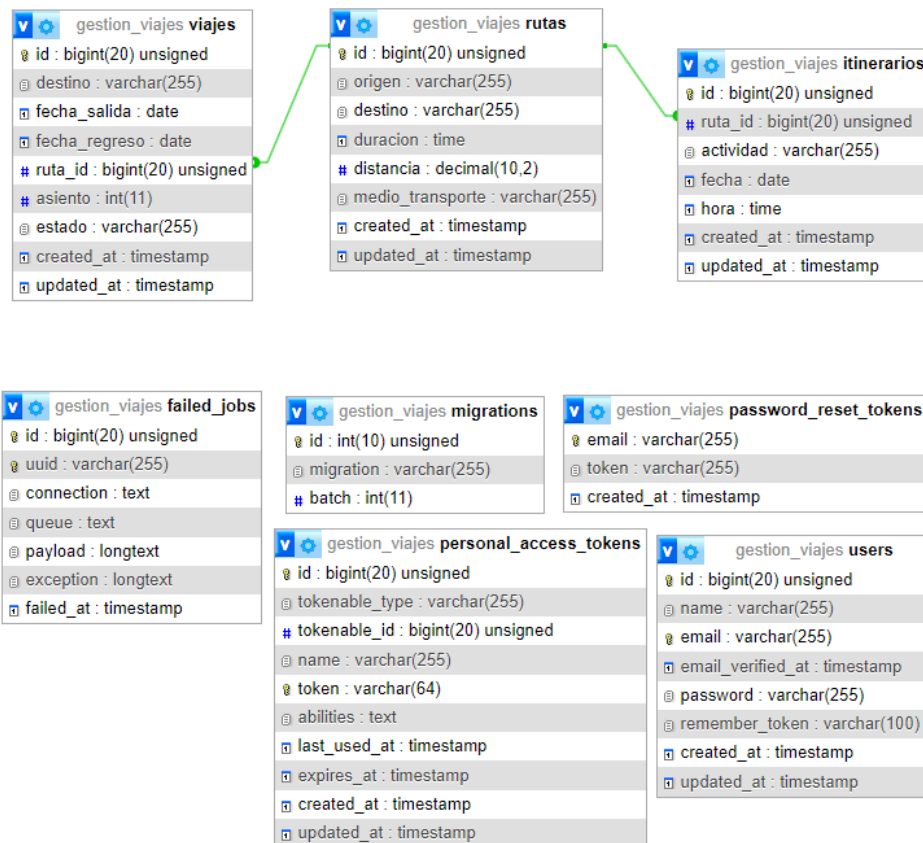 gestion_viajes viajes
id : bigint(20) unsigned
destino : varchar(255)
fecha_salida : date
fecha_regreso : date
ruta_id : bigint(20) unsigned
asiento : int(11)
estado : varchar(255)
created_at : timestamp
updated_at : timestamp
gestion_viajes rutas
id : bigint(20) unsigned
origen : varchar(255)
destino : varchar(255)
duracion : time
distancia : decimal(10,2)
medio_transporte : varchar(255)
created_at : timestamp
updated_at : timestamp
gestion_viajes itinerarios
id : bigint(20) unsigned
ruta_id : bigint(20) unsigned
actividad : varchar(255)
fecha : date
hora : time
created_at : timestamp
updated_at : timestamp
gestion_viajes failed_jobs
id : bigint(20) unsigned
uuid : varchar(255)
connection : text
queue : text
payload : longtext
exception : longtext
failed_at : timestamp
gestion_viajes migrations
id : int(10) unsigned
migration : varchar(255)
batch : int(11)
gestion_viajes password_reset_tokens
email : varchar(255)
token : varchar(255)
created_at : timestamp
gestion_viajes personal_access_tokens
id : bigint(20) unsigned
tokenable_type : varchar(255)
tokenable_id : bigint(20) unsigned
name : varchar(255)
token : varchar(64)
abilities : text
last_used_at : timestamp
expires_at : timestamp
created_at : timestamp
updated_at : timestamp
gestion_viajes users
id : bigint(20) unsigned
name : varchar(255)
email : varchar(255)
email_verified_at : timestamp
password : varchar(255)
remember_token : varchar(100)
created_at : timestamp
updated_at : timestamp